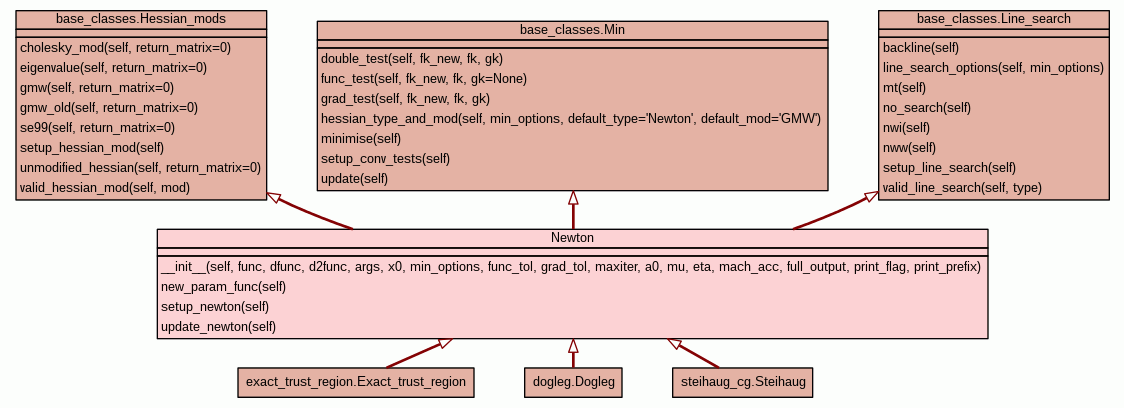 base_classes.Hessian_mods
cholesky_mod(self, return_matrix=0)
eigenvalue(self, return_matrix=0)
gmw(self, return_matrix=0)
gmw_old(self, return_matrix=0)
se99(self, return_matrix=0)
setup_hessian_mod(self)
unmodified_hessian(self, return_matrix=0)
valid_hessian_mod(self, mod)
base_classes.Min
double_test(self, fk_new, fk, gk)
func_test(self, fk_new, fk, gk=None)
grad_test(self, fk_new, fk, gk)
hessian_type_and_mod(self, min_options, default_type='Newton', default_mod='GMW')
minimise(self)
setup_conv_tests(self)
update(self)
base_classes.Line_search
backline(self)
line_search_options(self, min_options)
mt(self)
no_search(self)
nwi(self)
nww(self)
setup_line_search(self)
valid_line_search(self, type)
Newton
__init__(self, func, dfunc, d2func, args, x0, min_options, func_tol, grad_tol, maxiter, a0, mu, eta, mach_acc, full_output, print_flag, print_prefix)
new_param_func(self)
setup_newton(self)
update_newton(self)
exact_trust_region.Exact_trust_region
dogleg.Dogleg
steihaug_cg.Steihaug